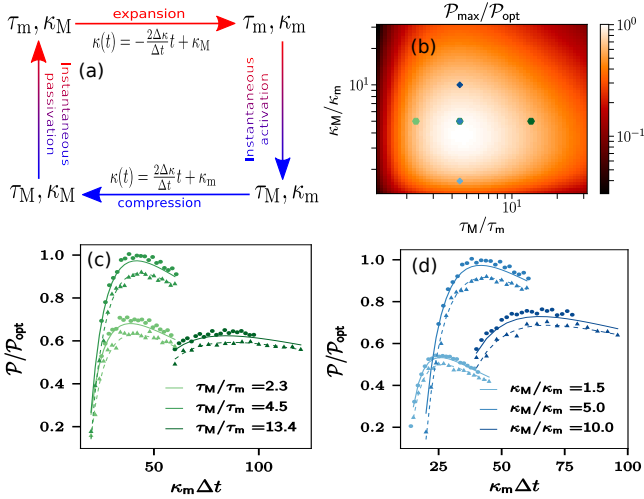 τm, κM
expansion
τm, κm
κ(t) = −2Δκ/Δt t + κM
(a)
Instantaneous
passivation
Instantaneous
activation
κ(t) = 2Δκ/Δt t + κm
τM, κM
compression
τM, κm
𝒫max/𝒫opt
(b)
10^1
κM/κm
10^1
τM/τm
10^0
10^−1
(c)
1.0
0.8
0.6
0.4
0.2
𝒫/𝒫opt
τM/τm =2.3
τM/τm =4.5
τM/τm =13.4
50
100
κmΔt
(d)
1.0
0.8
0.6
0.4
0.2
𝒫/𝒫opt
κM/κm =1.5
κM/κm =5.0
κM/κm =10.0
25
50
75
100
κmΔt